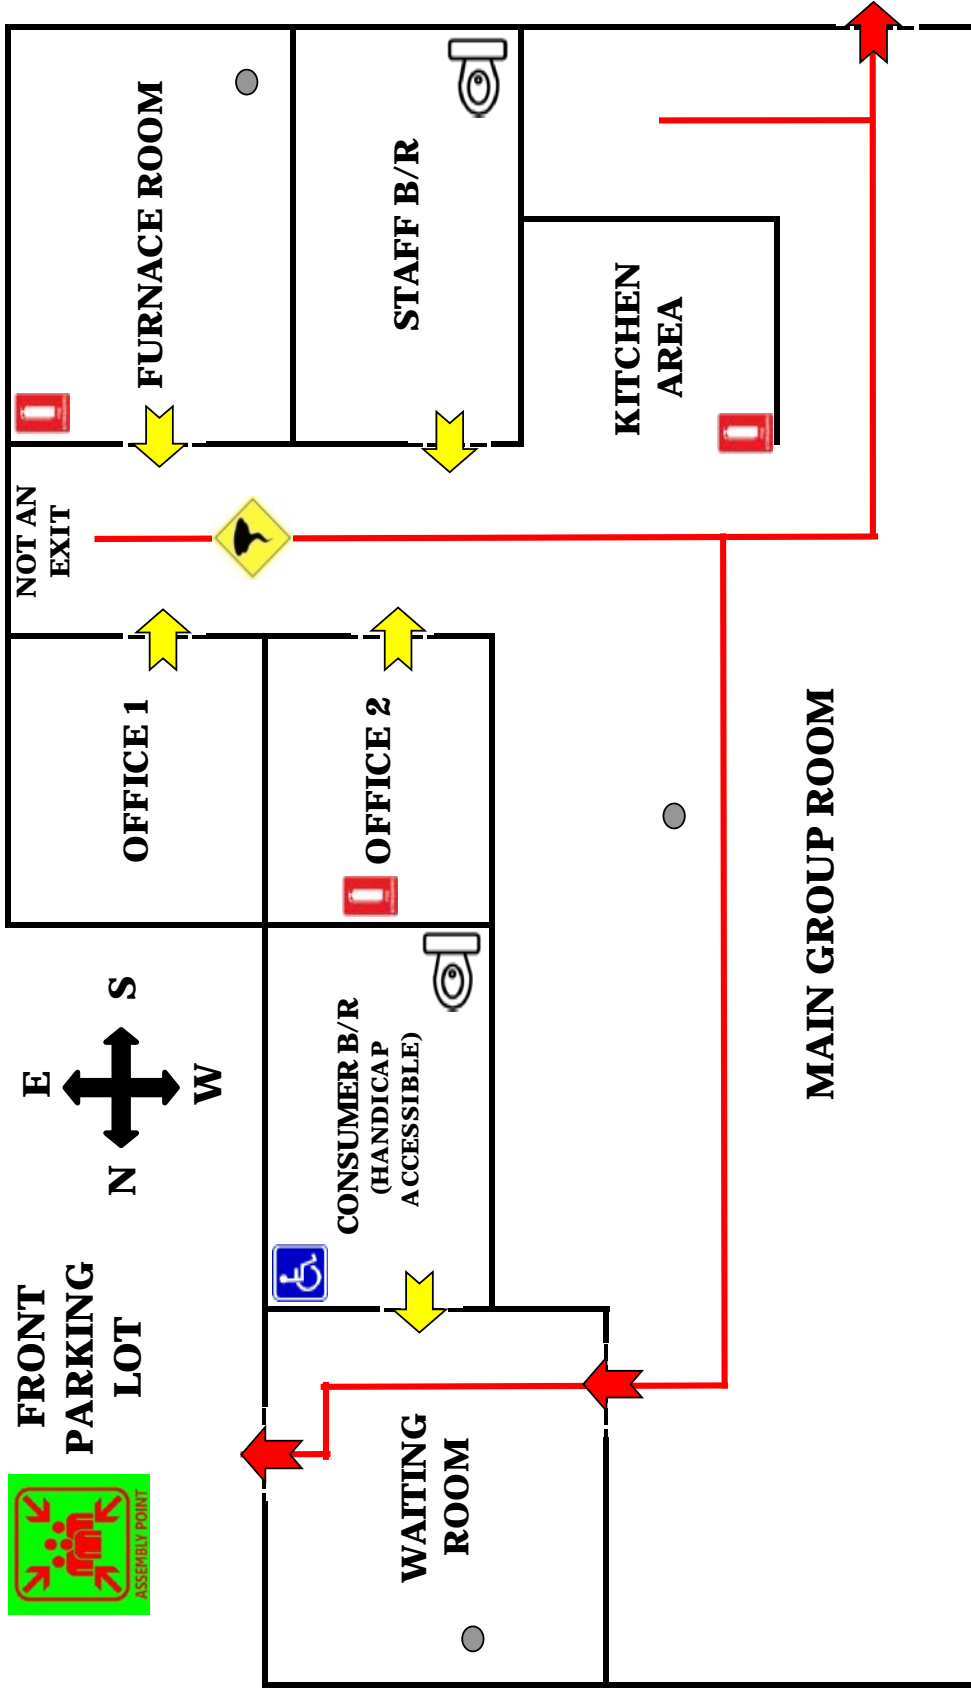 FURNACE ROOM
STAFF B/R
KITCHEN
AREA
NOT AN
EXIT
OFFICE 1
OFFICE 2
MAIN GROUP ROOM
CONSUMER B/R
(HANDICAP
ACCESSIBLE)
S
E
W
N
FRONT
PARKING
LOT
WAITING
ROOM
ASSEMBLY POINT